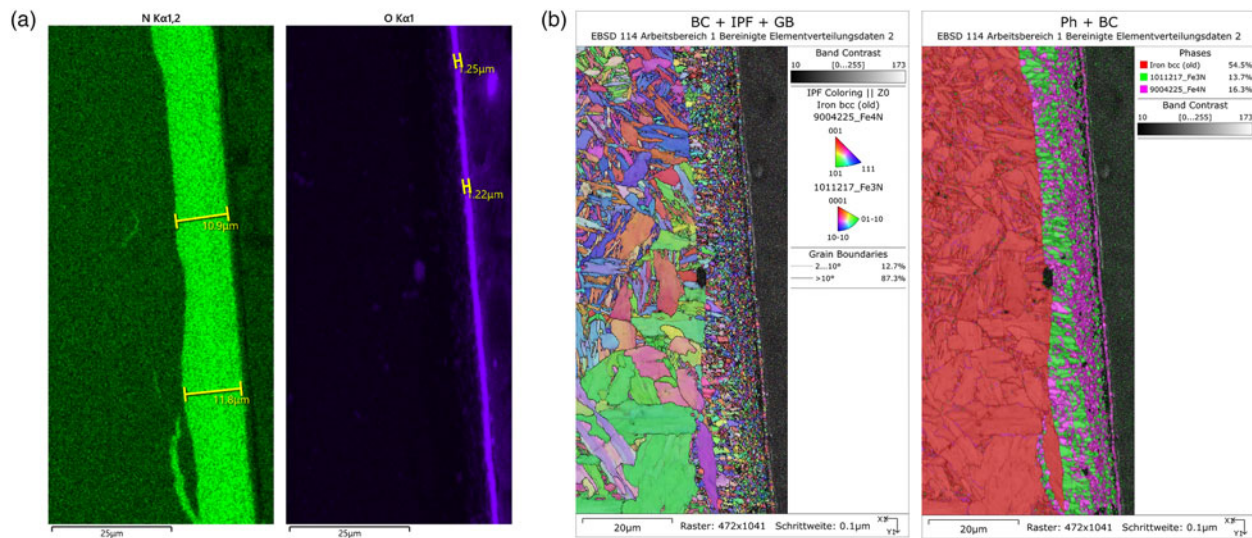 (a)
N Kα1,2
O Kα1
1.25µm
1.22µm
10.9µm
11.8µm
25µm
25µm
(b)
BC + IPF + GB
EBSD 114 Arbeitsbereich 1 Bereinigte Elementverteilungsdaten 2
Band Contrast
10 [0...255] 173
IPF Coloring || Z0
Iron bcc (old)
9004225_Fe4N
001
101 111
1011217_Fe3N
0001
01-10
10-10
Grain Boundaries
2...10° 12.7%
>10° 87.3%
20µm
Raster: 472x1041 Schrittweite: 0.1µm
Ph + BC
EBSD 114 Arbeitsbereich 1 Bereinigte Elementverteilungsdaten 2
Phases
Iron bcc (old) 54.5%
1011217_Fe3N 13.7%
9004225_Fe4N 16.3%
Band Contrast
10 [0...255] 173
20µm
Raster: 472x1041 Schrittweite: 0.1µm